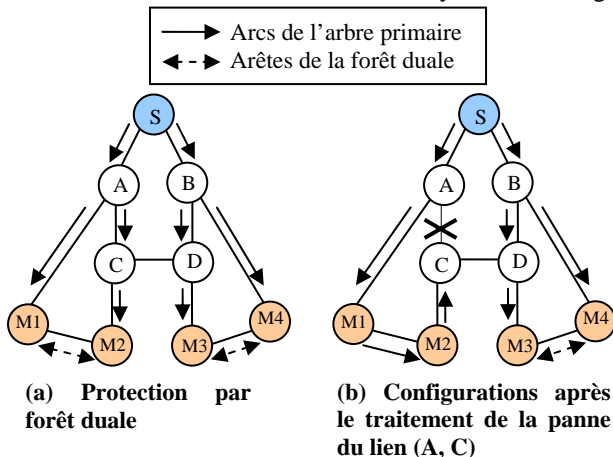 Arcs de l'arbre primaire
Arêtes de la forêt duale
S
A
B
C
D
M1
M2
M3
M4
(a) Protection par
forêt duale
S
A
B
C
D
M1
M2
M3
M4
(b) Configurations après
le traitement de la panne
du lien (A, C)